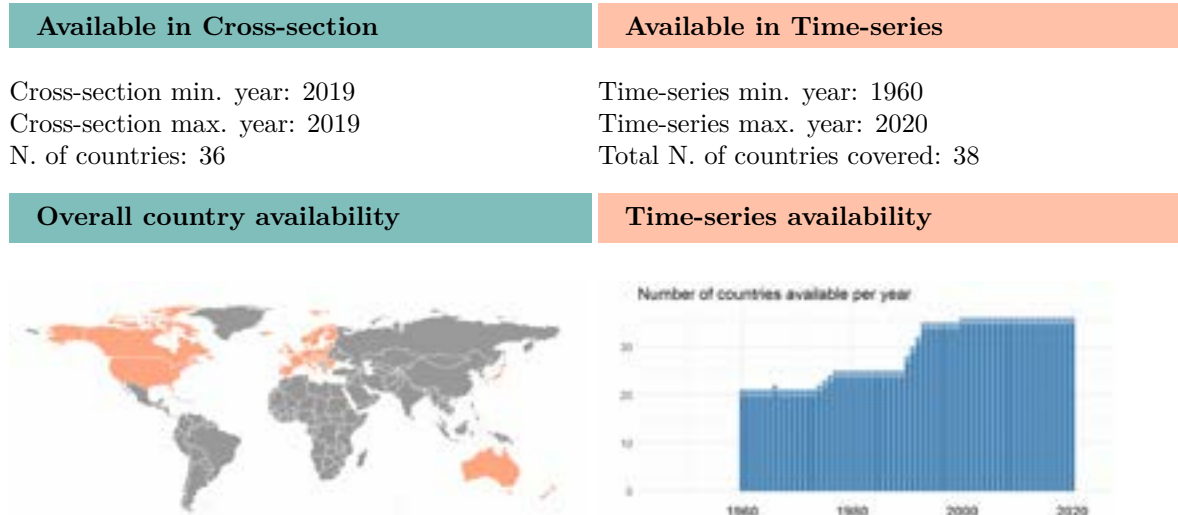 Available in Cross-section
Available in Time-series
Cross-section min. year: 2019
Cross-section max. year: 2019
N. of countries: 36
Time-series min. year: 1960
Time-series max. year: 2020
Total N. of countries covered: 38
Overall country availability
Time-series availability
Number of countries available per year
30
20
10
0
1960 1980 2000 2020